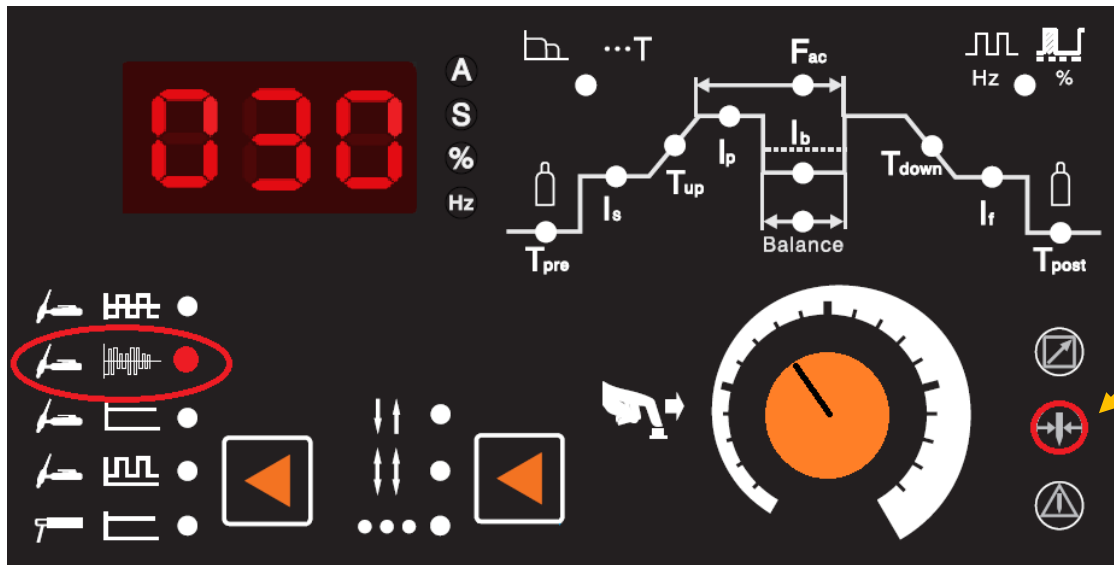 030
A
S
%
Hz
...T
Fac
Hz %
Ip
Ib
Tup
Tdown
Is
If
Balance
Tpre
Tpost